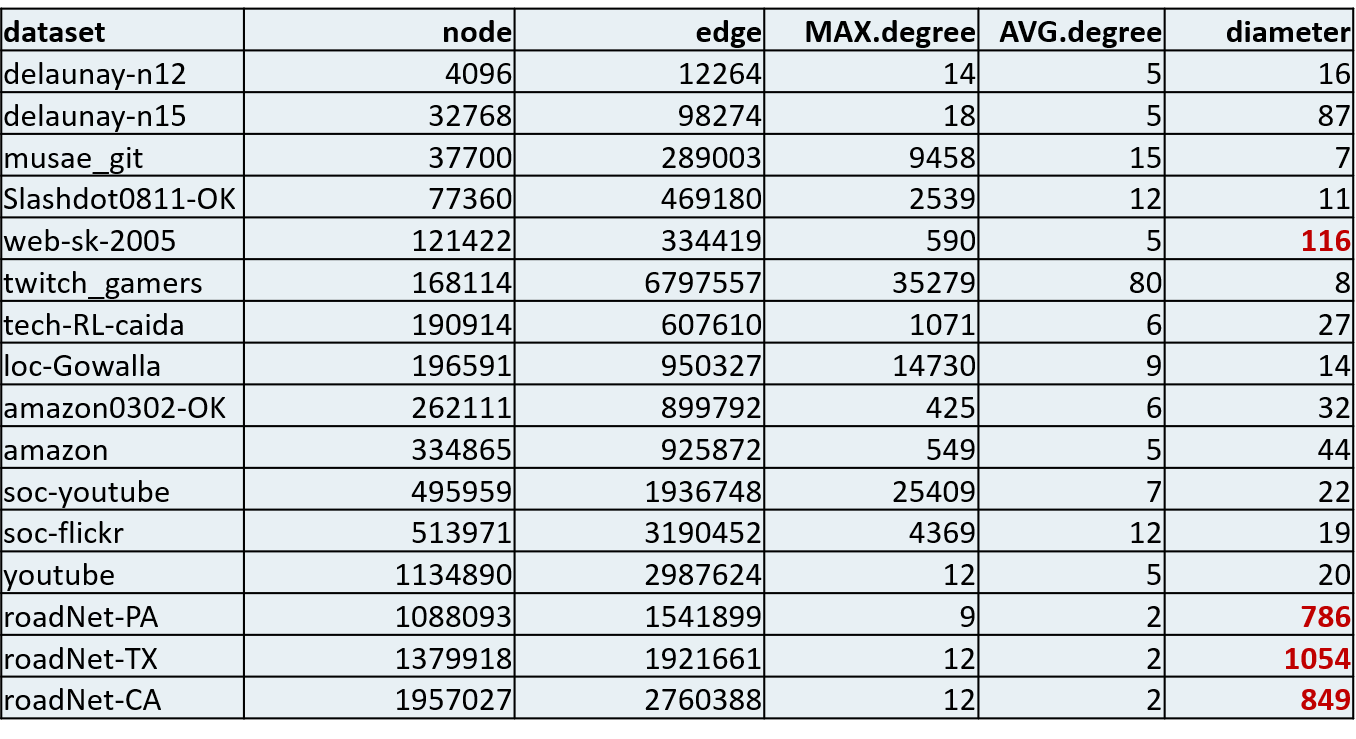 dataset node edge MAX.degree AVG.degree diameter
delaunay-n12 4096 12264 14 5 16
delaunay-n15 32768 98274 18 5 87
musae_git 37700 289003 9458 15 7
Slashdot0811-OK 77360 469180 2539 12 11
web-sk-2005 121422 334419 590 5 116
twitch_gamers 168114 6797557 35279 80 8
tech-RL-caida 190914 607610 1071 6 27
loc-Gowalla 196591 950327 14730 9 14
amazon0302-OK 262111 899792 425 6 32
amazon 334865 925872 549 5 44
soc-youtube 495959 1936748 25409 7 22
soc-flickr 513971 3190452 4369 12 19
youtube 1134890 2987624 12 5 20
roadNet-PA 1088093 1541899 9 2 786
roadNet-TX 1379918 1921661 12 2 1054
roadNet-CA 1957027 2760388 12 2 849